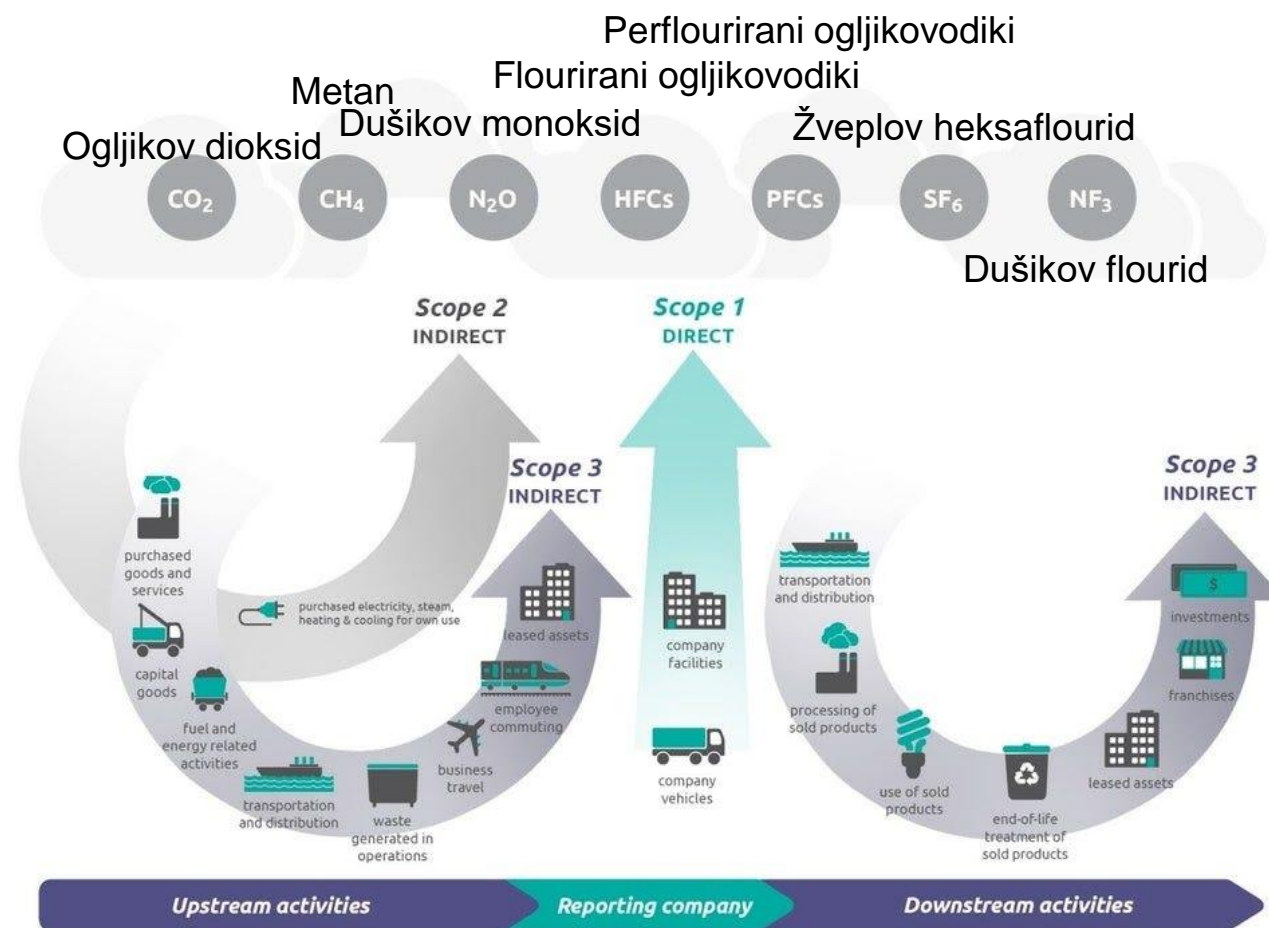 Perflourirani ogljikovodiki
Flourirani ogljikovodiki
Metan
Dušikov monoksid
Žveplov heksaflourid
Ogljikov dioksid
CO₂
CH₄
N₂O
HFCs
PFCs
SF₆
NF₃
Dušikov flourid
Scope 2
INDIRECT
Scope 1
DIRECT
Scope 3
INDIRECT
Scope 3
INDIRECT
purchased
goods and
services
capital
goods
fuel and
energy related
activities
transportation
and distribution
waste
generated in
operations
business
travel
employee
commuting
leased assets
purchased electricity, steam,
heating & cooling for own use
company
facilities
company
vehicles
transportation
and distribution
processing of
sold products
use of sold
products
end-of-life
treatment of
sold products
leased assets
franchises
$
investments
Upstream activities
Reporting company
Downstream activities